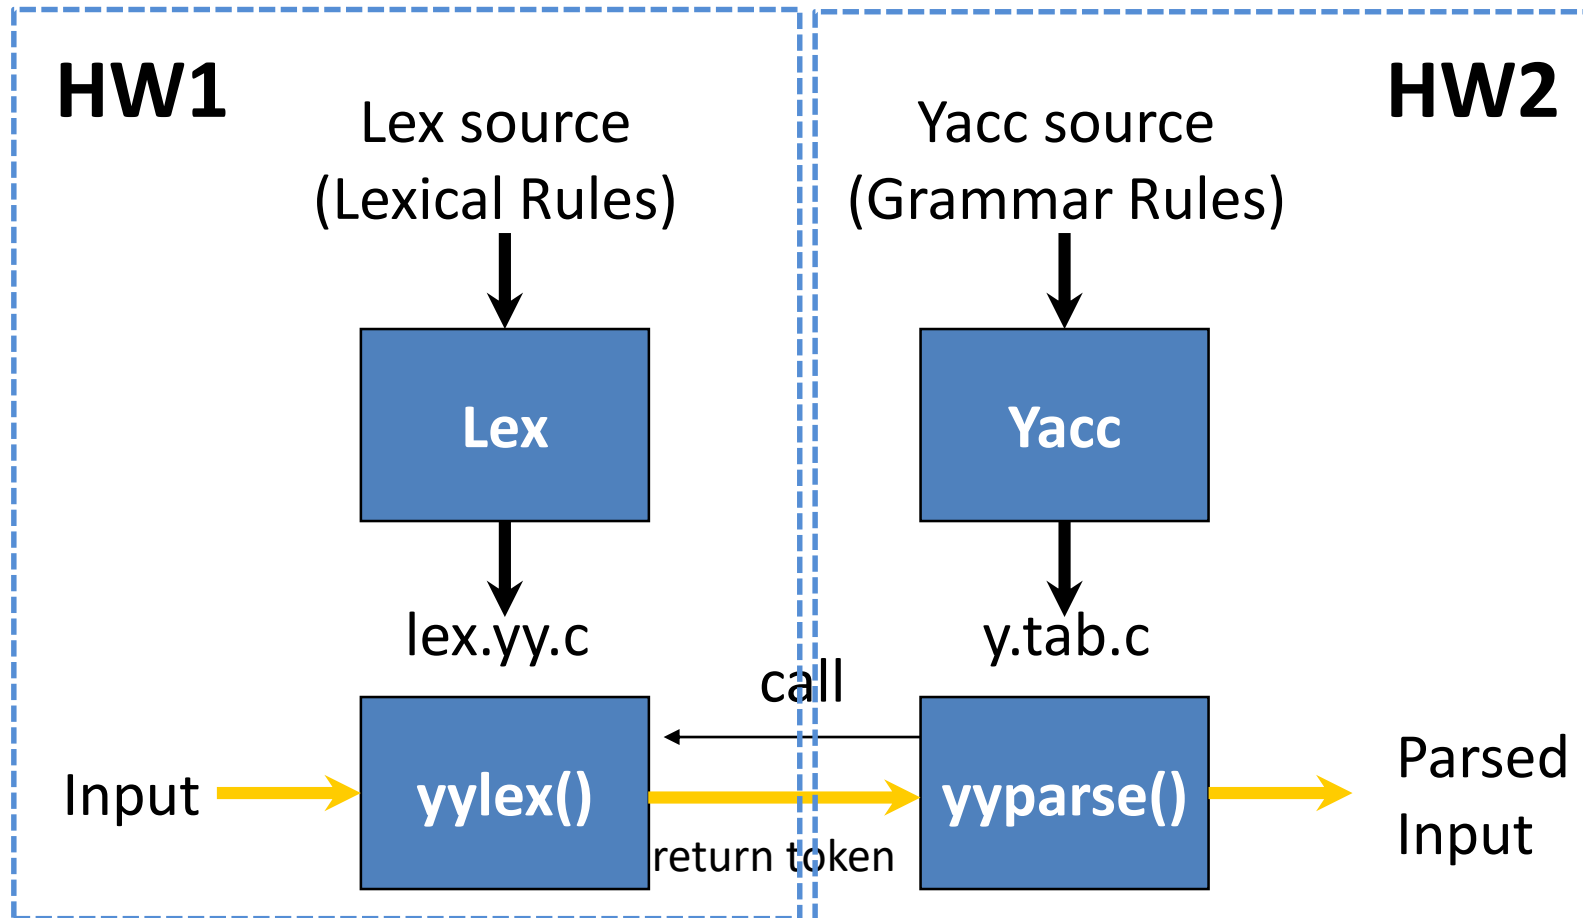 HW1
Lex source
(Lexical Rules)
Lex
lex.yy.c
Input
yylex()
HW2
Yacc source
(Grammar Rules)
Yacc
y.tab.c
call
return token
yyparse()
Parsed
Input